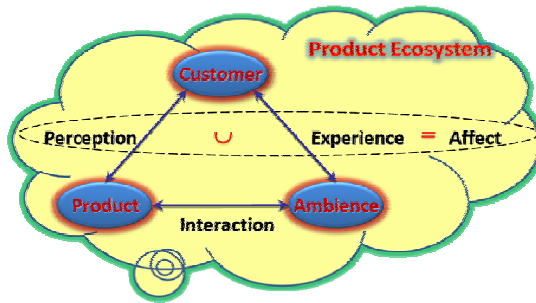 Product Ecosystem
Customer
Perception ∪ Experience = Affect
Product
Ambience
Interaction